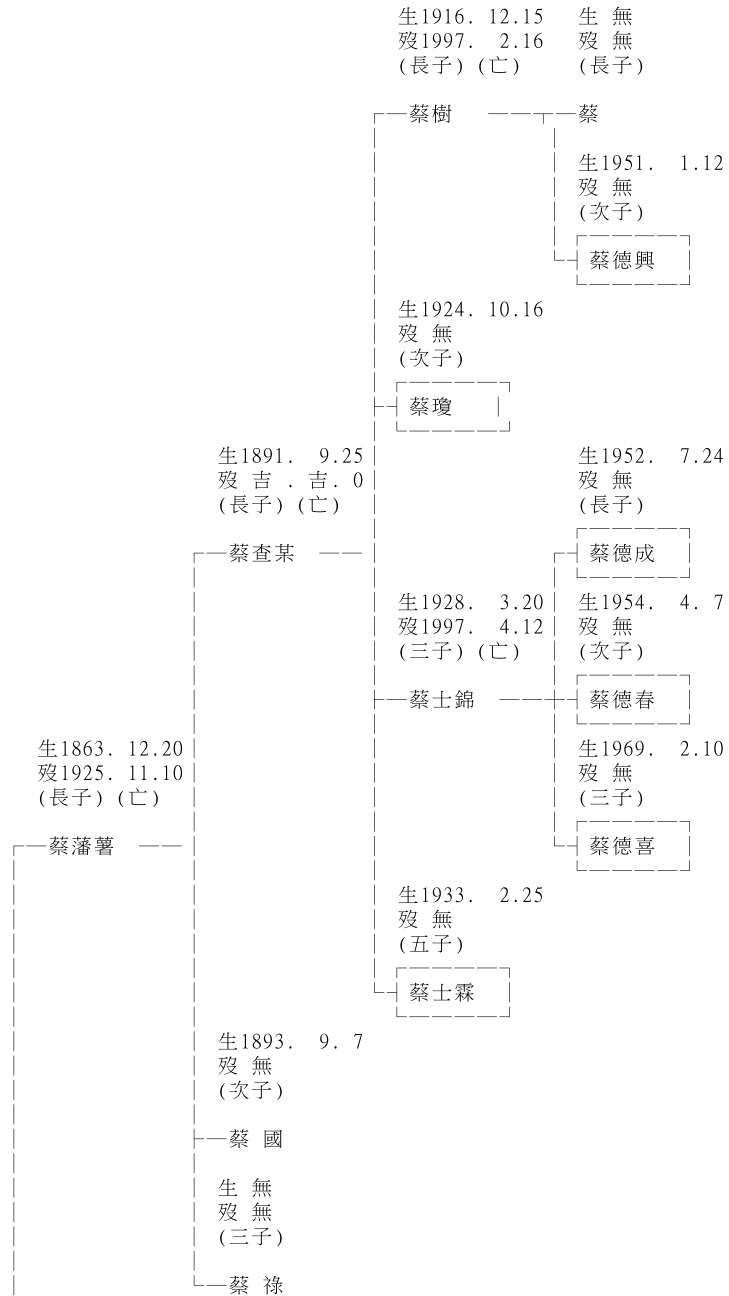 生1916. 12.15 生 無
歿1997. 2.16 歿 無
(長子) (亡) (長子)
蔡樹 蔡
生1951. 1.12
歿 無
(次子)
蔡德興
生1924. 10.16
歿 無
(次子)
蔡瓊
生1891. 9.25 生1952. 7.24
歿 吉 . 吉. 0 歿 無
(長子) (亡) (長子)
蔡查某 蔡德成
生1928. 3.20 生1954. 4. 7
歿1997. 4.12 歿 無
(三子) (亡) (次子)
蔡士錦 蔡德春
生1863. 12.20 生1969. 2.10
歿1925. 11.10 歿 無
(長子) (亡) (三子)
蔡藩薯 蔡德喜
生1933. 2.25
歿 無
(五子)
蔡士霖
生1893. 9. 7
歿 無
(次子)
蔡 國
生 無
歿 無
(三子)
蔡 祿